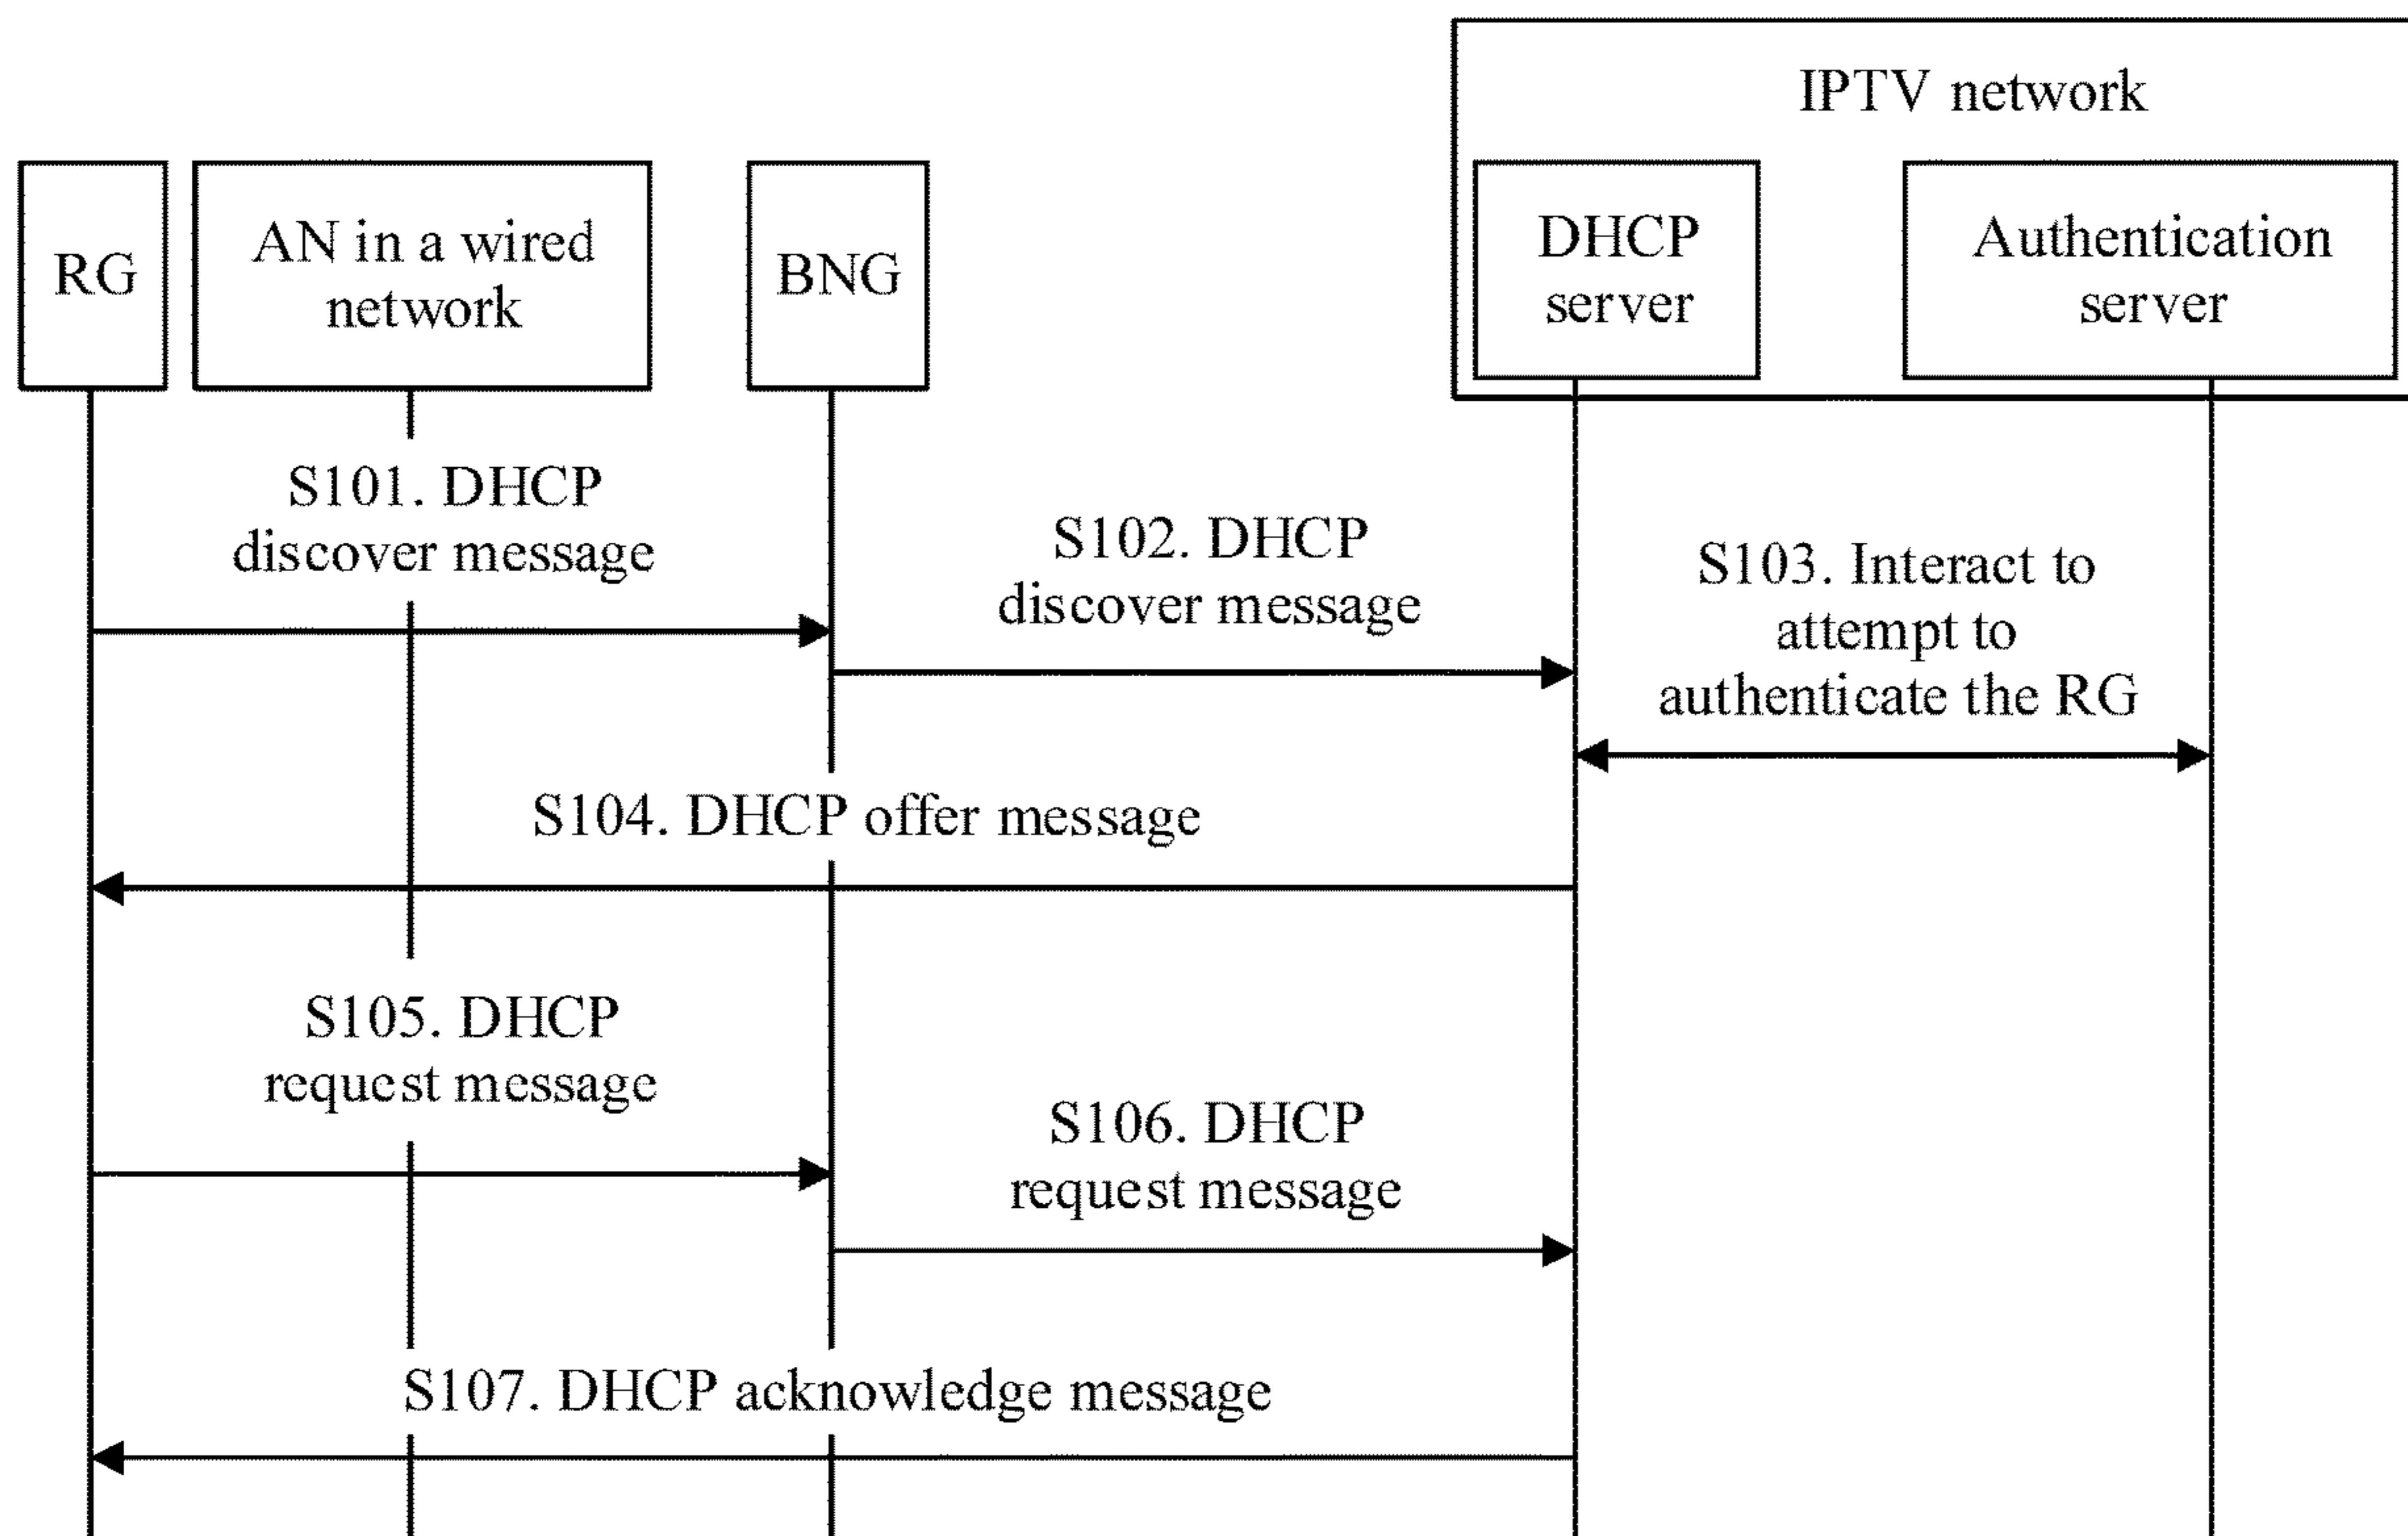 IPTV network
RG
AN in a wired
network
BNG
DHCP
server
Authentication
server
S101. DHCP
discover message
S102. DHCP
discover message
S103. Interact to
attempt to
authenticate the RG
S104. DHCP offer message
S105. DHCP
request message
S106. DHCP
request message
S107. DHCP acknowledge message